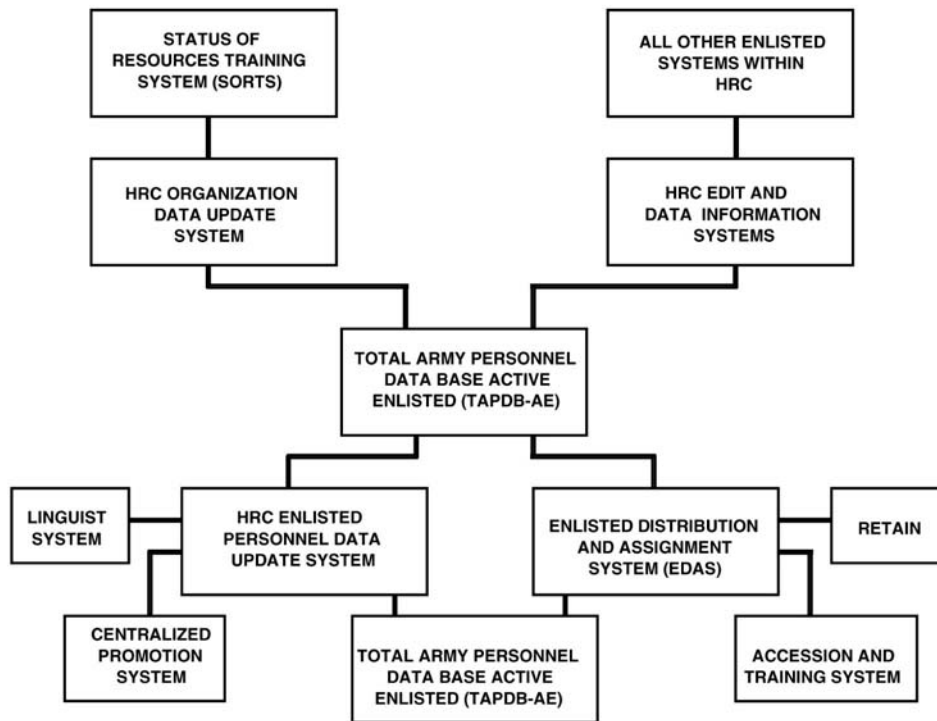 STATUS OF
RESOURCES TRAINING
SYSTEM (SORTS)
ALL OTHER ENLISTED
SYSTEMS WITHIN
HRC
HRC ORGANIZATION
DATA UPDATE
SYSTEM
HRC EDIT AND
DATA INFORMATION
SYSTEMS
TOTAL ARMY PERSONNEL
DATA BASE ACTIVE
ENLISTED (TAPDB-AE)
LINGUIST
SYSTEM
HRC ENLISTED
PERSONNEL DATA
UPDATE SYSTEM
ENLISTED DISTRIBUTION
AND ASSIGNMENT
SYSTEM (EDAS)
RETAIN
CENTRALIZED
PROMOTION
SYSTEM
TOTAL ARMY PERSONNEL
DATA BASE ACTIVE
ENLISTED (TAPDB-AE)
ACCESSION AND
TRAINING SYSTEM